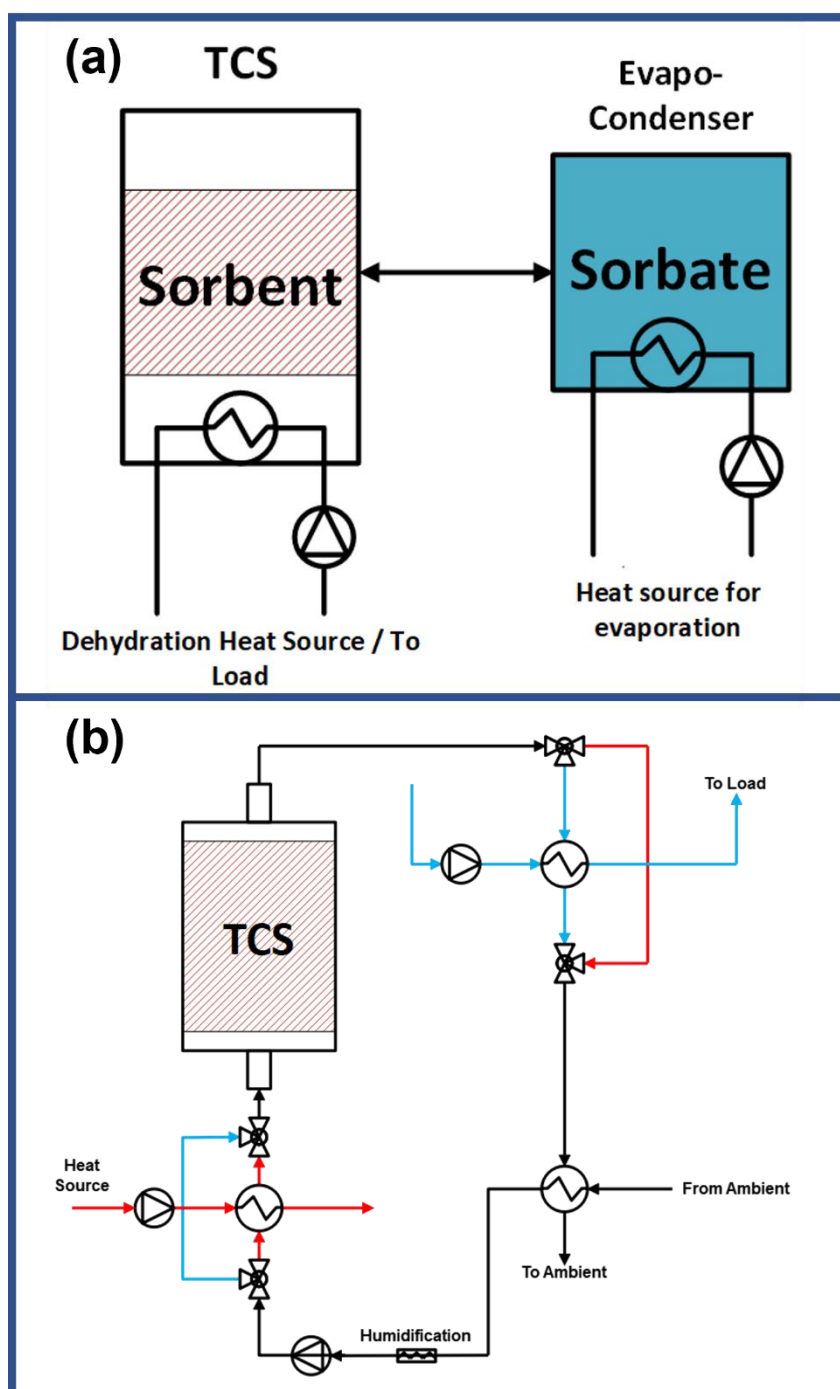 (a)
TCS
Evapo-
Condenser
Sorbent
Sorbate
Dehydration Heat Source / To
Load
Heat source for
evaporation
(b)
To Load
TCS
Heat
Source
From Ambient
To Ambient
Humidification